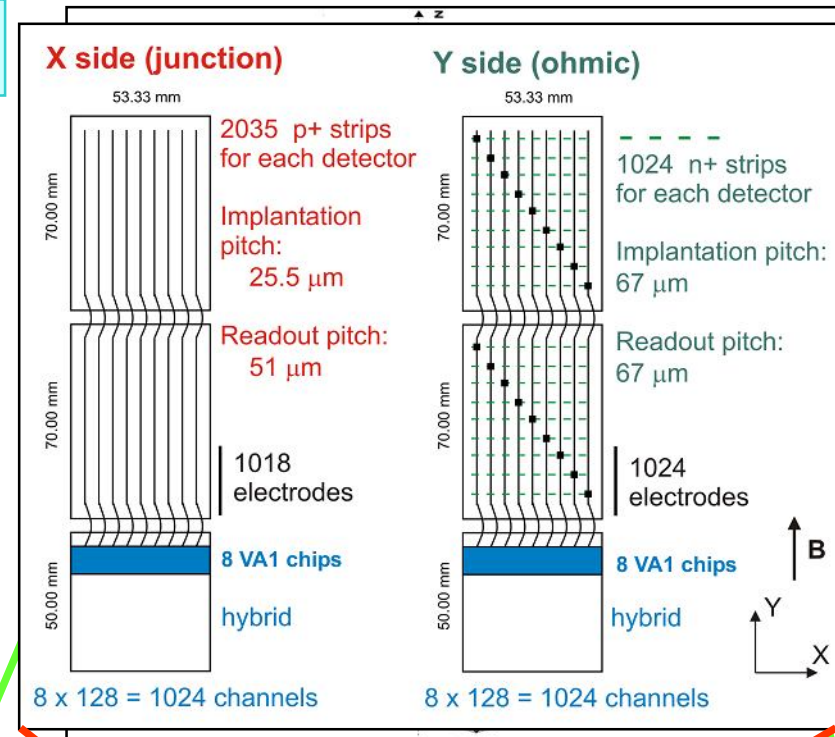 z
X side (junction)
53.33 mm
70.00 mm
2035 p+ strips
for each detector
Implantation
pitch:
25.5 μm
Readout pitch:
51 μm
70.00 mm
1018
electrodes
8 VA1 chips
50.00 mm
hybrid
8 x 128 = 1024 channels
Y side (ohmic)
53.33 mm
70.00 mm
1024 n+ strips
for each detector
Implantation pitch:
67 μm
Readout pitch:
67 μm
70.00 mm
1024
electrodes
8 VA1 chips
50.00 mm
hybrid
8 x 128 = 1024 channels
B
Y
X